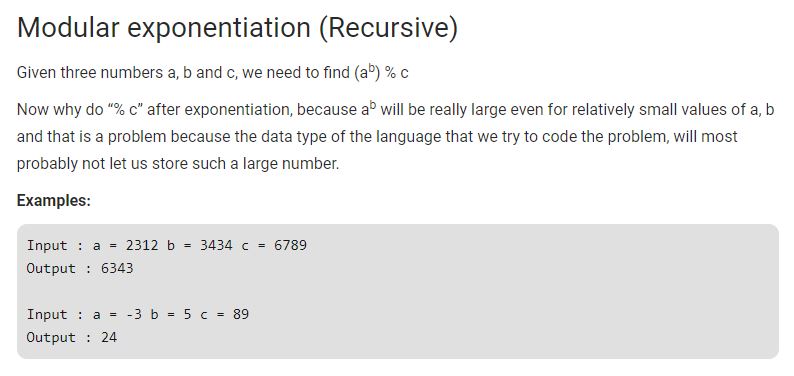 Modular exponentiation (Recursive)
Given three numbers a, b and c, we need to find (aᵇ) % c
Now why do “% c” after exponentiation, because aᵇ will be really large even for relatively small values of a, b
and that is a problem because the data type of the language that we try to code the problem, will most
probably not let us store such a large number.
Examples:
Input : a = 2312 b = 3434 c = 6789
Output : 6343
Input : a = -3 b = 5 c = 89
Output : 24